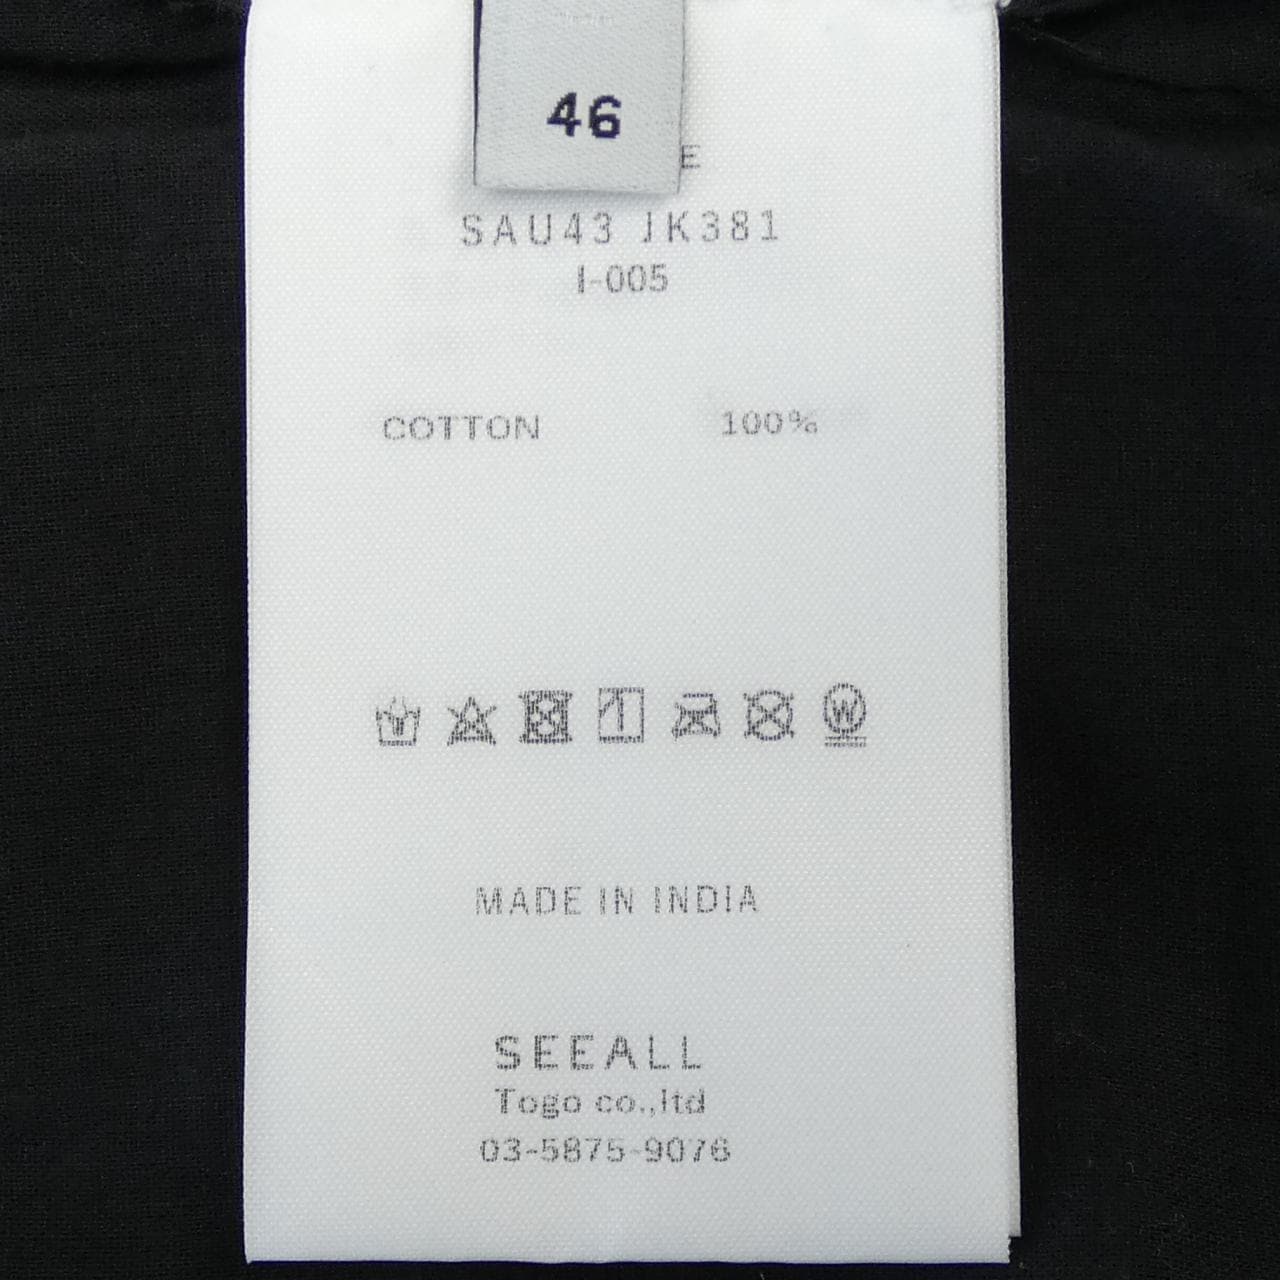 46
E
SAU43 JK381
I-005
COTTON 100%
W
MADE IN INDIA
SEEALL
Togo co.,ltd
03-5875-9076